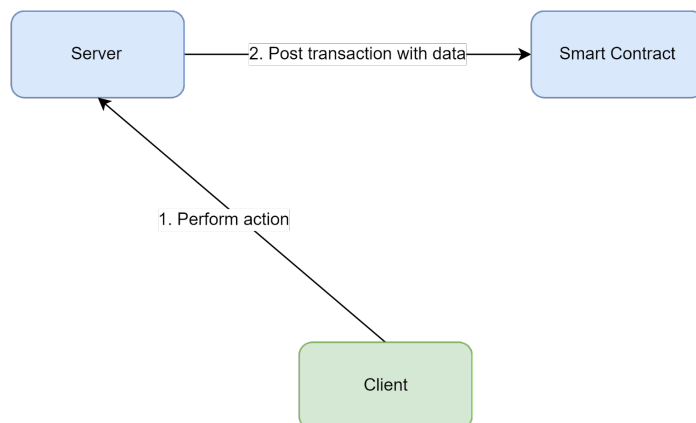 Server
2. Post transaction with data
Smart Contract
1. Perform action
Client